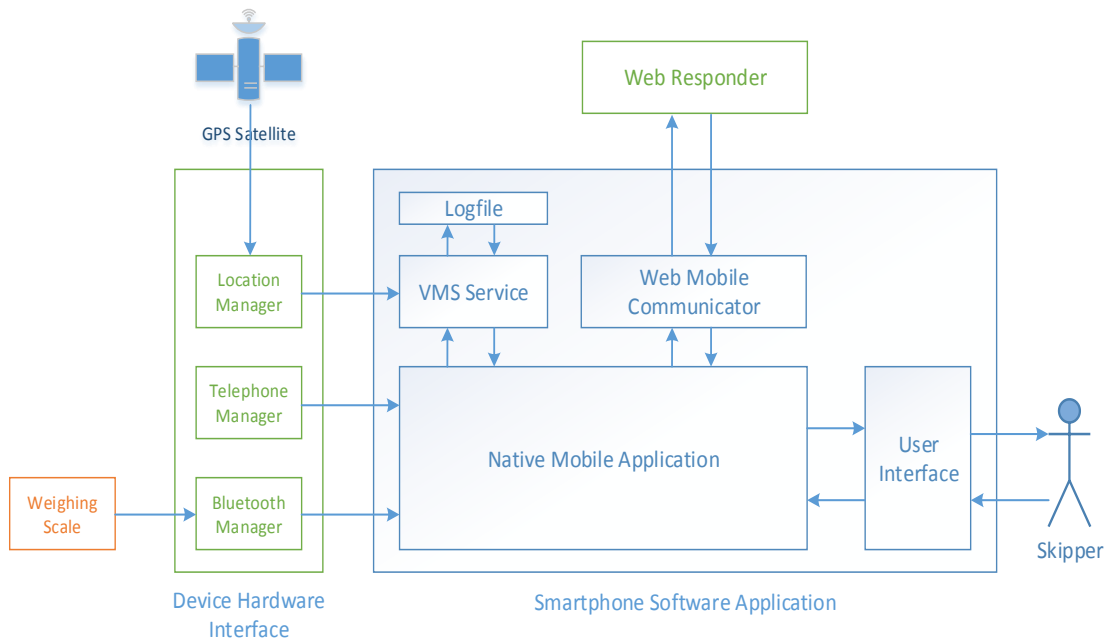 Web Responder
GPS Satellite
Logfile
Location
Manager
VMS Service
Web Mobile
Communicator
Telephone
Manager
Native Mobile Application
User
Interface
Weighing
Scale
Bluetooth
Manager
Skipper
Device Hardware
Interface
Smartphone Software Application